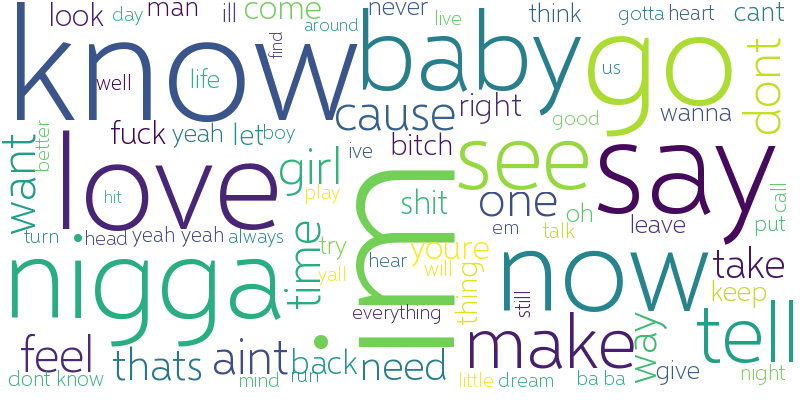 look
day
man
ill
come
around
never
live
think
gotta
heart
cant
know
find
baby
go
us
dont
well
life
cause
right
good
wanna
want
better
fuck
yeah
let
boy
ive
bitch
see
say
love
girl
hit
play
im
shit
one
oh
call
put
turn
head
yeah yeah
always
time
try
yall
hear
youre
will
em
talk
leave
thing
still
now
take
keep
nigga
everything
make
way
tell
feel
thats
aint
back
need
give
night
dont know
mind
run
little
dream
ba ba